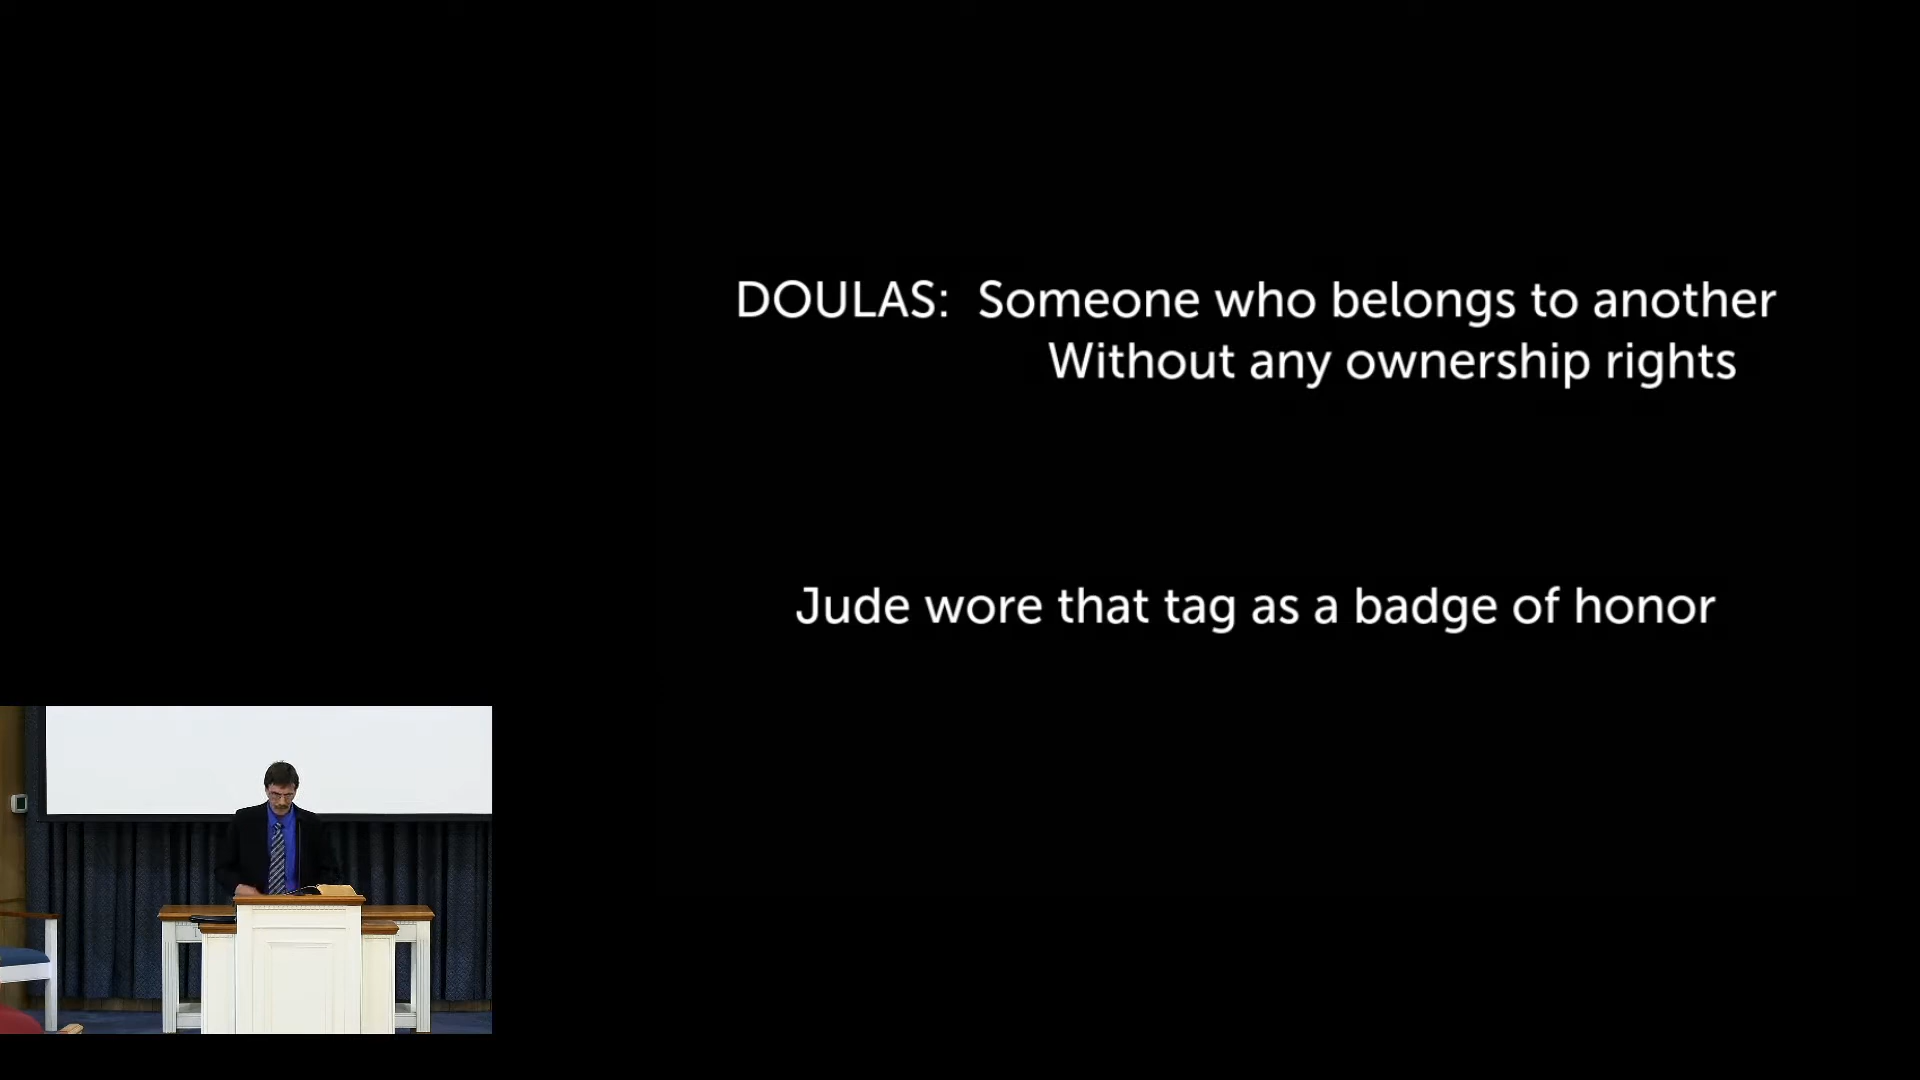 DOULAS: Someone who belongs to another
Without any ownership rights
Jude wore that tag as a badge of honor